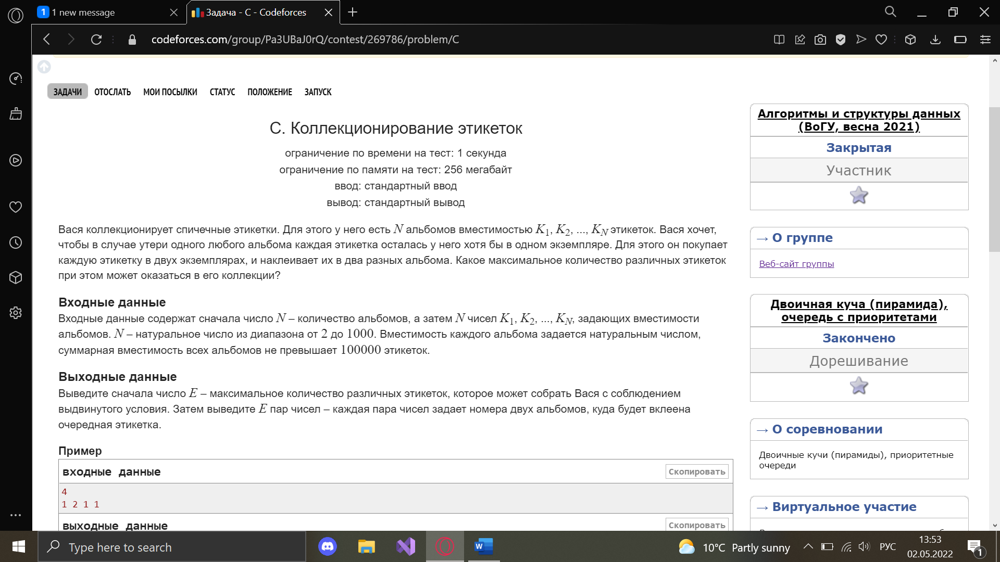 1 1 new message
Задача - C - Codeforces
codeforces.com/group/Pa3UBaJ0rQ/contest/269786/problem/C
ЗАДАЧИ ОТОСЛАТЬ МОИ ПОСЫЛКИ СТАТУС ПОЛОЖЕНИЕ ЗАПУСК
C. Коллекционирование этикеток
ограничение по времени на тест: 1 секунда
ограничение по памяти на тест: 256 мегабайт
ввод: стандартный ввод
вывод: стандартный вывод
Вася коллекционирует спичечные этикетки. Для этого у него есть N альбомов вместимостью K1, K2, ..., KN этикеток. Вася хочет,
чтобы в случае утери одного любого альбома каждая этикетка осталась у него хотя бы в одном экземпляре. Для этого он покупает
каждую этикетку в двух экземплярах, и наклеивает их в два разных альбома. Какое максимальное количество различных этикеток
при этом может оказаться в его коллекции?
Входные данные
Входные данные содержат сначала число N – количество альбомов, а затем N чисел K1, K2, ..., KN, задающих вместимости
альбомов. N – натуральное число из диапазона от 2 до 1000. Вместимость каждого альбома задается натуральным числом,
суммарная вместимость всех альбомов не превышает 100000 этикеток.
Выходные данные
Выведите сначала число E – максимальное количество различных этикеток, которое может собрать Вася с соблюдением
выдвинутого условия. Затем выведите E пар чисел – каждая пара чисел задает номера двух альбомов, куда будет вклеена
очередная этикетка.
Пример
входные данные
Скопировать
4
1 2 1 1
выходные данные
Скопировать
Алгоритмы и структуры данных
(ВоГУ, весна 2021)
Закрытая
Участник
→ О группе
Веб-сайт группы
Двоичная куча (пирамида),
очередь с приоритетами
Закончено
Дорешивание
→ О соревновании
Двоичные кучи (пирамиды), приоритетные
очереди
→ Виртуальное участие
Type here to search
10°C Partly sunny
РУС
13:53
02.05.2022
1